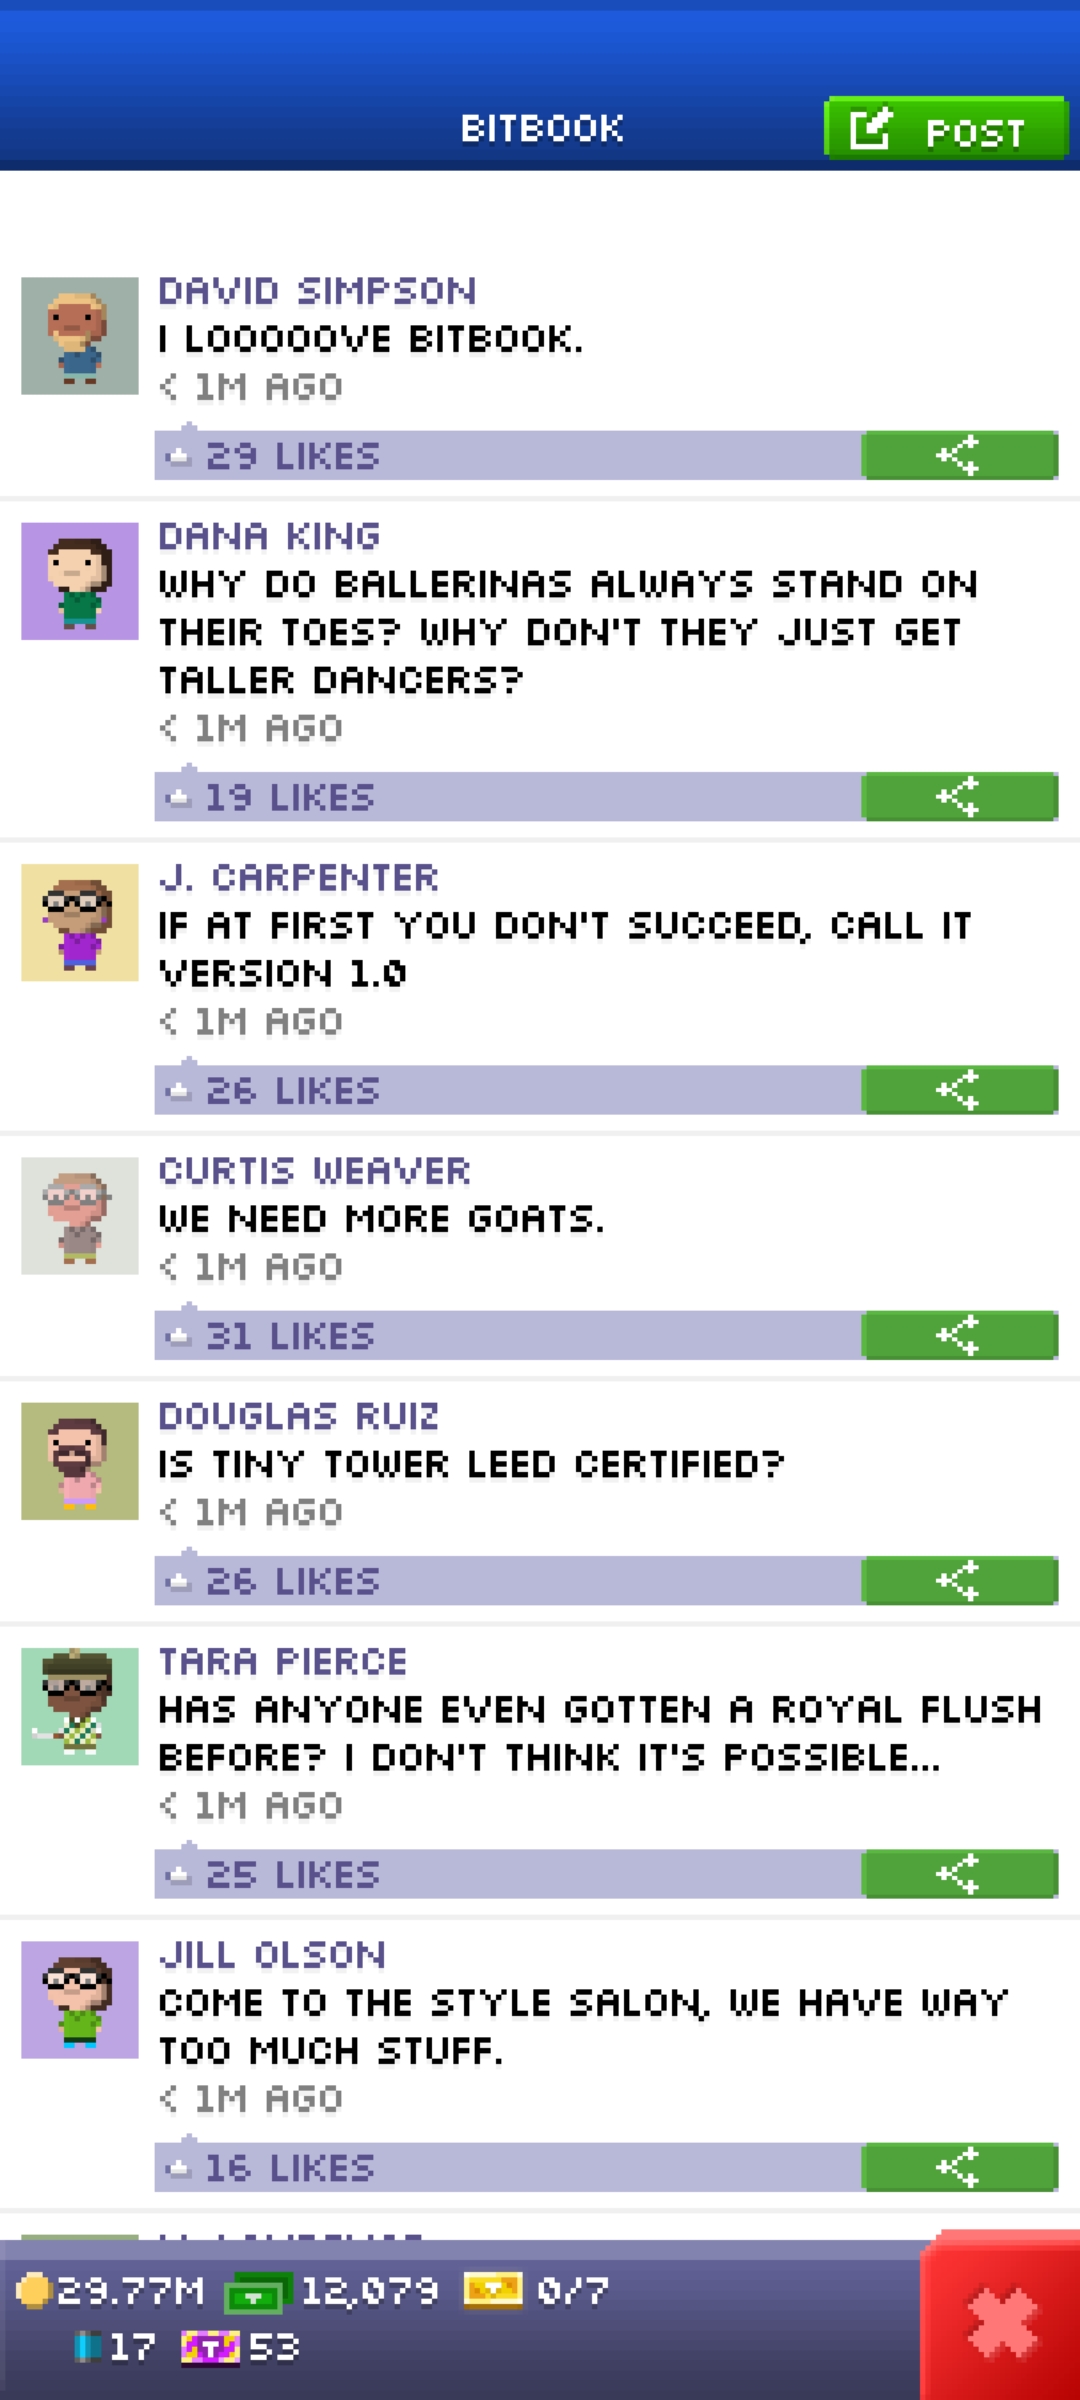 BITBOOK
POST
DAVID SIMPSON
I LOOOOOVE BITBOOK.
< 1M AGO
29 LIKES
DANA KING
WHY DO BALLERINAS ALWAYS STAND ON
THEIR TOES? WHY DON'T THEY JUST GET
TALLER DANCERS?
< 1M AGO
19 LIKES
J. CARPENTER
IF AT FIRST YOU DON'T SUCCEED, CALL IT
VERSION 1.0
< 1M AGO
26 LIKES
CURTIS WEAVER
WE NEED MORE GOATS.
< 1M AGO
31 LIKES
DOUGLAS RUIZ
IS TINY TOWER LEED CERTIFIED?
< 1M AGO
26 LIKES
TARA PIERCE
HAS ANYONE EVEN GOTTEN A ROYAL FLUSH
BEFORE? I DON'T THINK IT'S POSSIBLE...
< 1M AGO
25 LIKES
JILL OLSON
COME TO THE STYLE SALON, WE HAVE WAY
TOO MUCH STUFF.
< 1M AGO
16 LIKES
29.77M 12,079 0/7
17 T 53